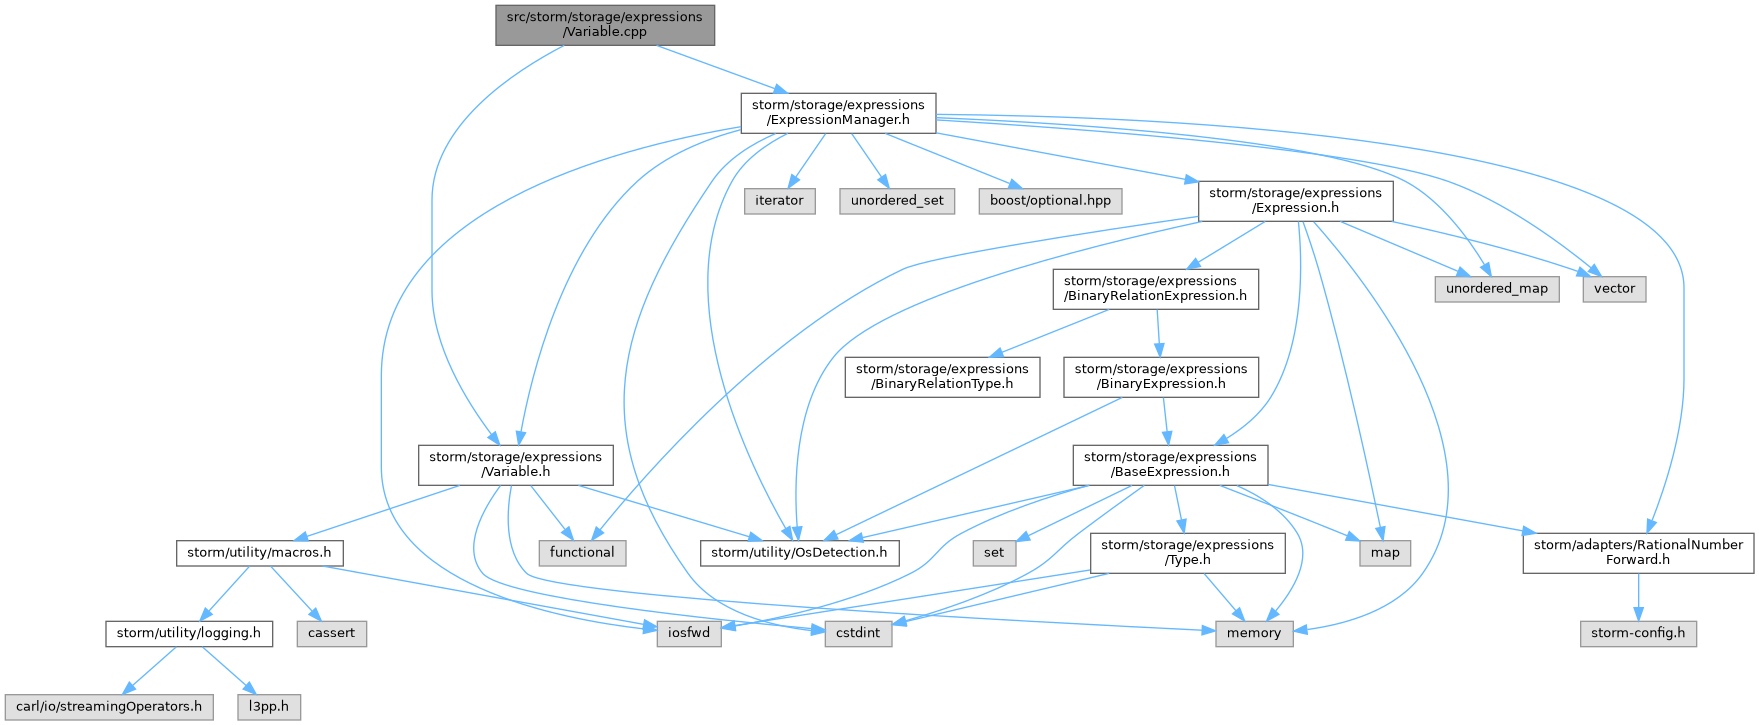 src/storm/storage/expressions
/Variable.cpp
storm/storage/expressions
/ExpressionManager.h
iterator
unordered_set
boost/optional.hpp
storm/storage/expressions
/Expression.h
storm/storage/expressions
/BinaryRelationExpression.h
unordered_map
vector
storm/storage/expressions
/BinaryRelationType.h
storm/storage/expressions
/BinaryExpression.h
storm/storage/expressions
/Variable.h
storm/storage/expressions
/BaseExpression.h
storm/utility/macros.h
functional
storm/utility/OsDetection.h
set
storm/storage/expressions
/Type.h
map
storm/adapters/RationalNumber
Forward.h
storm/utility/logging.h
cassert
iosfwd
cstdint
memory
storm-config.h
carl/io/streamingOperators.h
l3pp.h